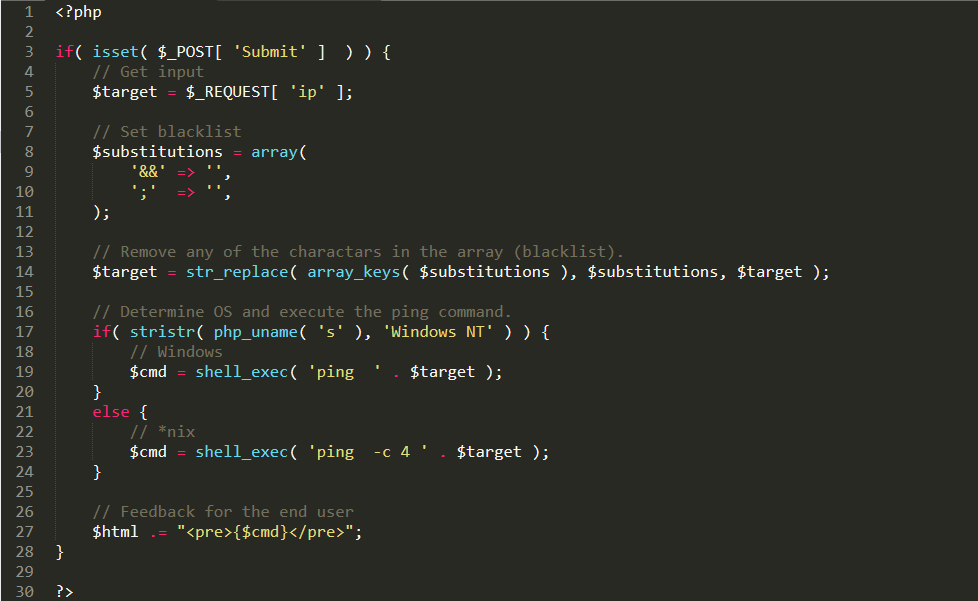 1 <?php
2
3 if( isset( $_POST[ 'Submit' ]  ) ) {
4     // Get input
5     $target = $_REQUEST[ 'ip' ];
6
7     // Set blacklist
8     $substitutions = array(
9         '&&' => '',
10         ';'  => '',
11     );
12
13     // Remove any of the charactars in the array (blacklist).
14     $target = str_replace( array_keys( $substitutions ), $substitutions, $target );
15
16     // Determine OS and execute the ping command.
17     if( stristr( php_uname( 's' ), 'Windows NT' ) ) {
18         // Windows
19         $cmd = shell_exec( 'ping  ' . $target );
20     }
21     else {
22         // *nix
23         $cmd = shell_exec( 'ping  -c 4 ' . $target );
24     }
25
26     // Feedback for the end user
27     $html .= "<pre>{$cmd}</pre>";
28 }
29
30 ?>